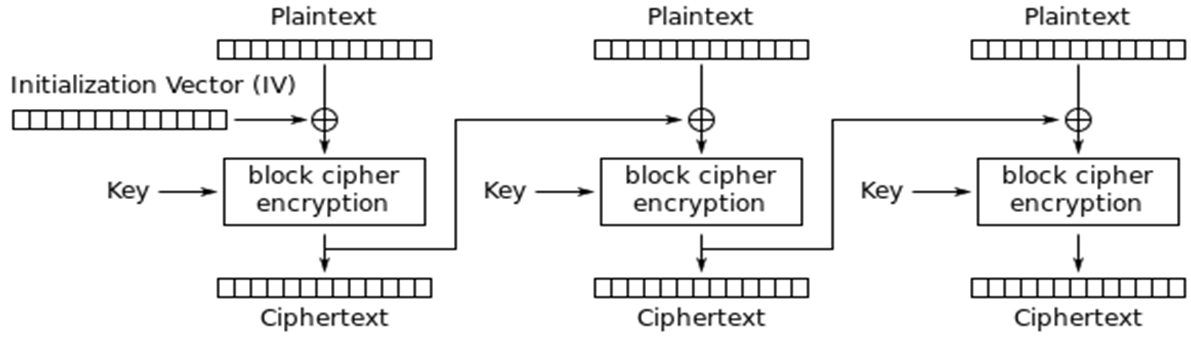 Plaintext
Plaintext
Plaintext
Initialization Vector (IV)
Key
block cipher
encryption
Key
block cipher
encryption
Key
block cipher
encryption
Ciphertext
Ciphertext
Ciphertext